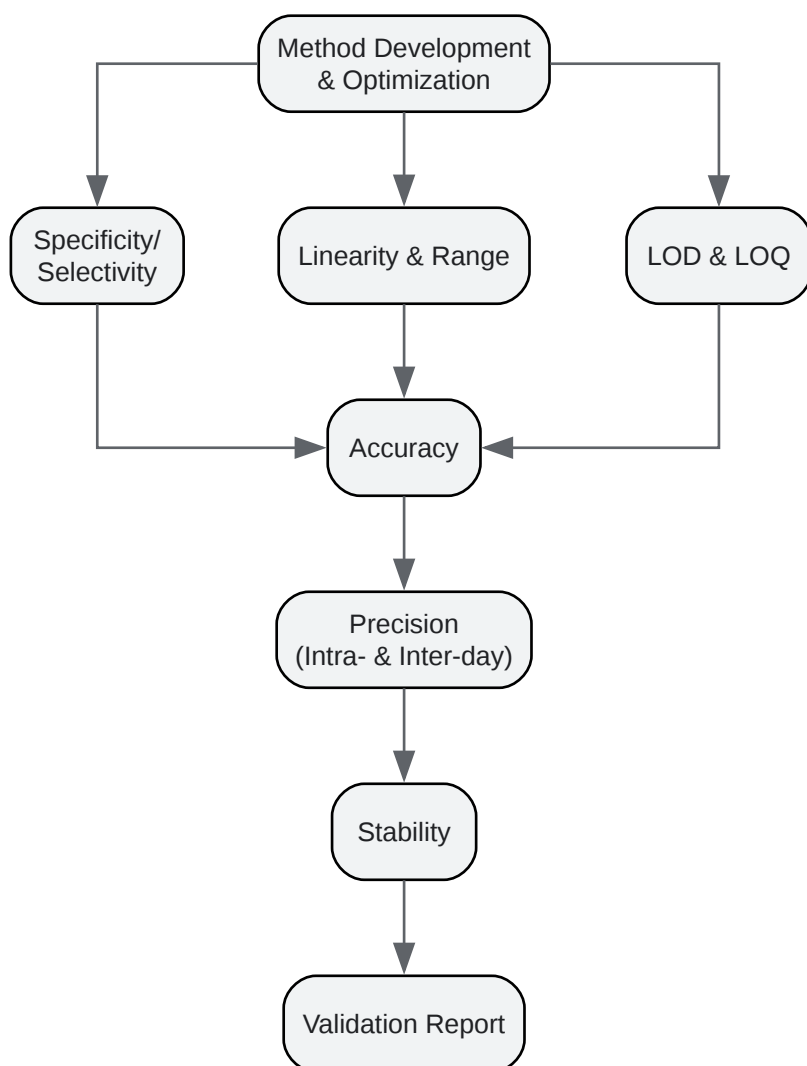 Method Development
& Optimization
Specificity/
Selectivity
Linearity & Range
LOD & LOQ
Accuracy
Precision
(Intra- & Inter-day)
Stability
Validation Report